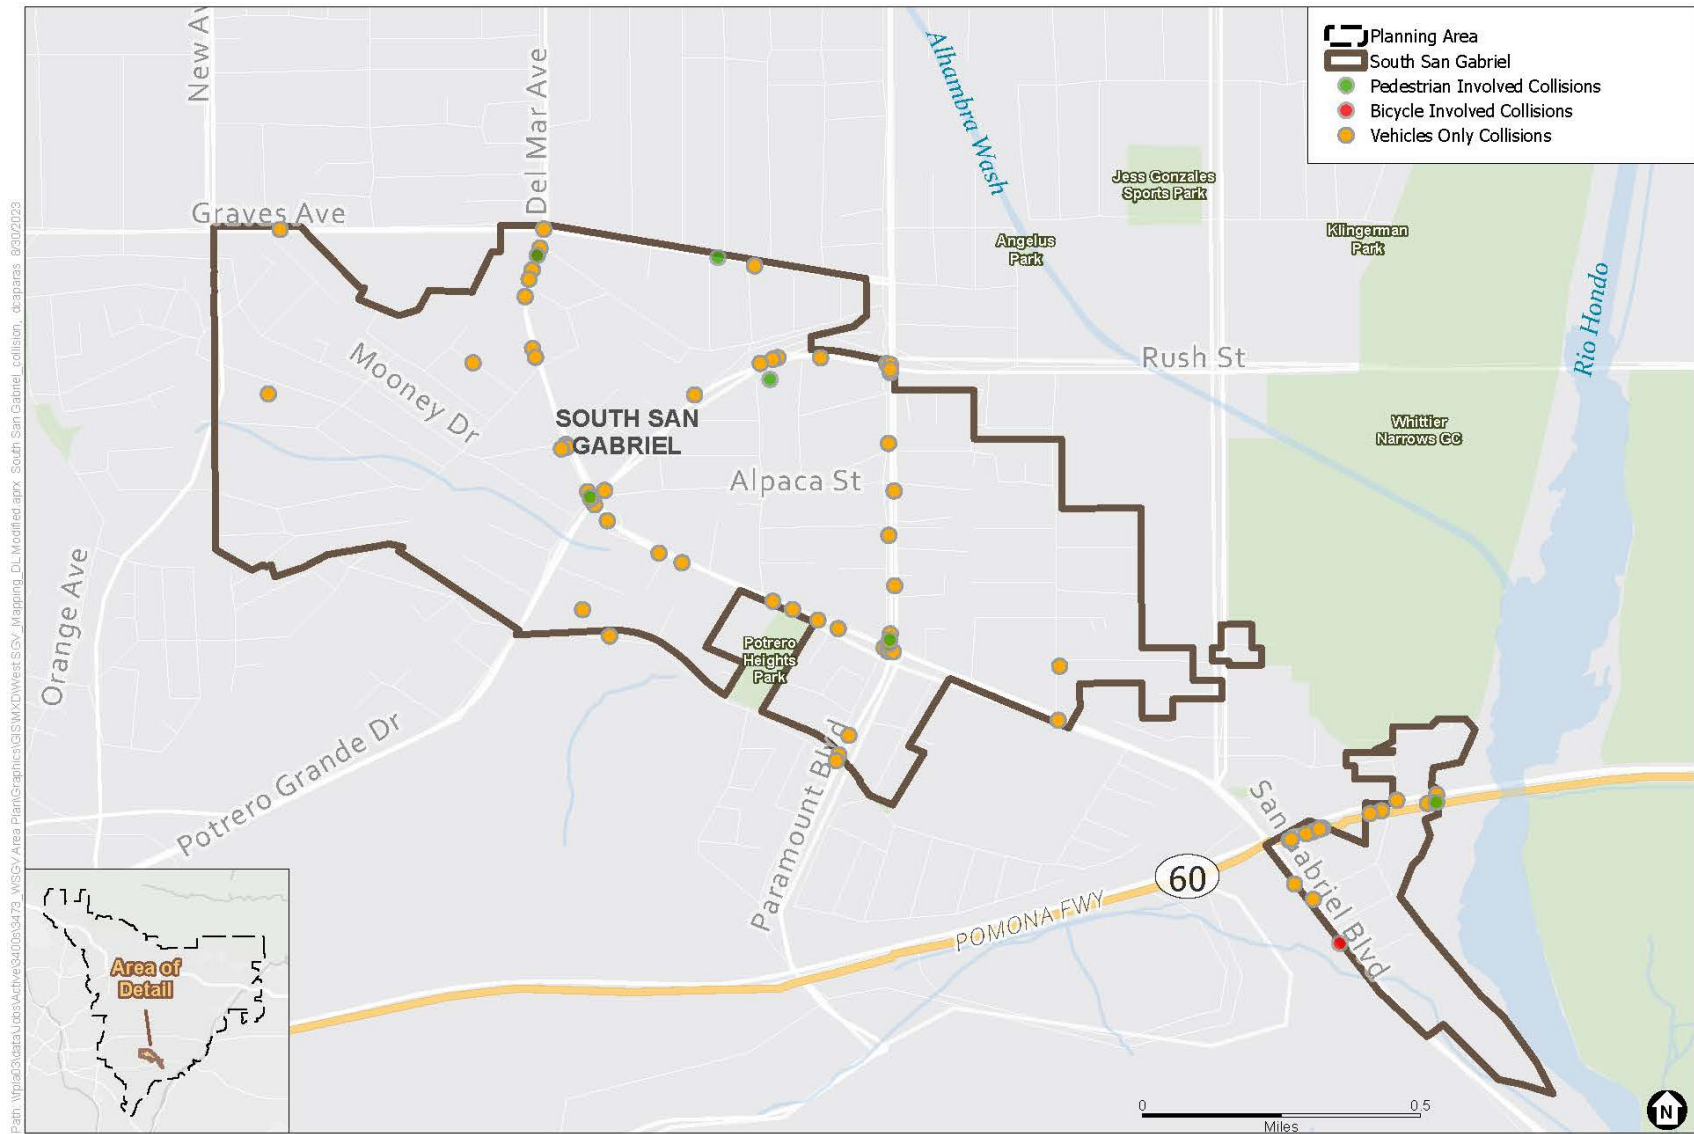 Planning Area
South San Gabriel
Pedestrian Involved Collisions
Bicycle Involved Collisions
Vehicles Only Collisions
New Av
Del Mar Ave
Alhambra Wash
Jess Gonzales
Sports Park
Graves Ave
Angelus
Park
Klingerman
Park
Rio Hondo
Mooney Dr
Rush St
SOUTH SAN
GABRIEL
Whittier
Narrows GC
Alpaca St
Orange Ave
Potrero
Heights
Park
Potrero Grande Dr
Paramount Blvd
San Gabriel Blvd
60
POMONA FWY
Area of
Detail
0 0.5
Miles
N